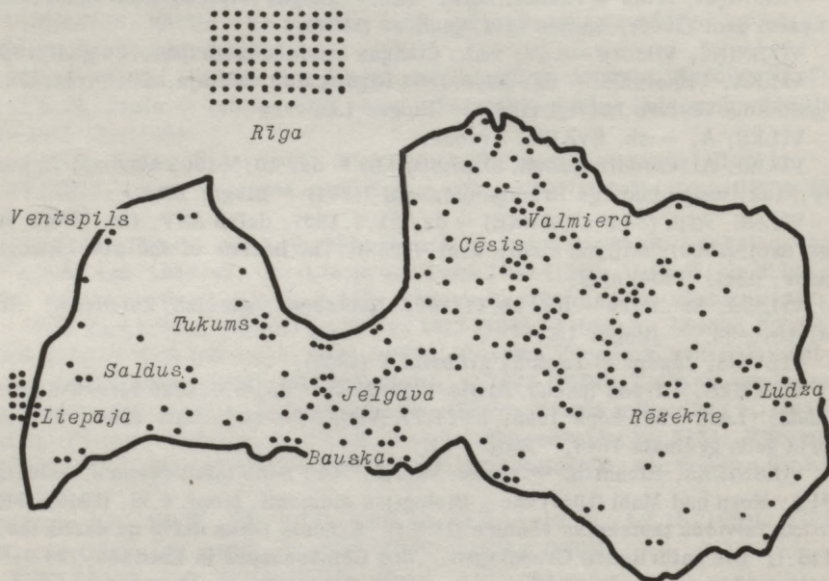 Rīga
Ventspils
Valmiera
Cēsis
Tukums
Saldus
Jelgava
Ludza
Liepāja
Rēzekne
Bauska